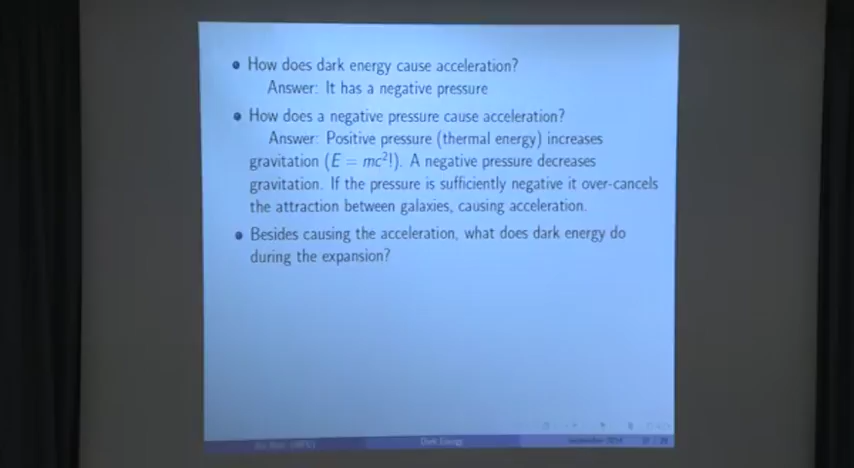 • How does dark energy cause acceleration?
Answer: It has a negative pressure
• How does a negative pressure cause acceleration?
Answer: Positive pressure (thermal energy) increases
gravitation (E = mc²!). A negative pressure decreases
gravitation. If the pressure is sufficiently negative it over-cancels
the attraction between galaxies, causing acceleration.
• Besides causing the acceleration, what does dark energy do
during the expansion?
Dark Energy